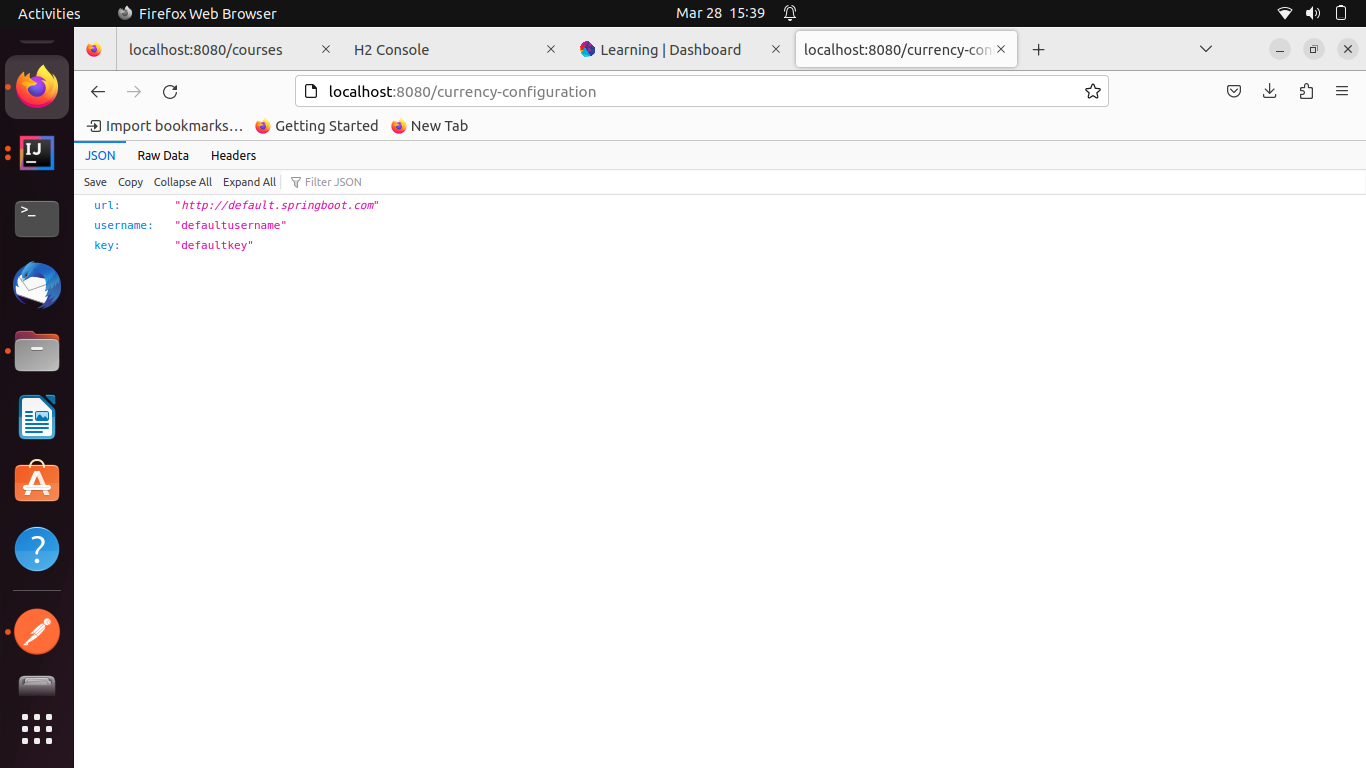 Activities Firefox Web Browser Mar 28 15:39
localhost:8080/courses H2 Console Learning | Dashboard localhost:8080/currency-con
localhost:8080/currency-configuration
Import bookmarks... Getting Started New Tab
JSON Raw Data Headers
Save Copy Collapse All Expand All Filter JSON
url: "http://default.springboot.com"
username: "defaultusername"
key: "defaultkey"
IJ
>_
A
?